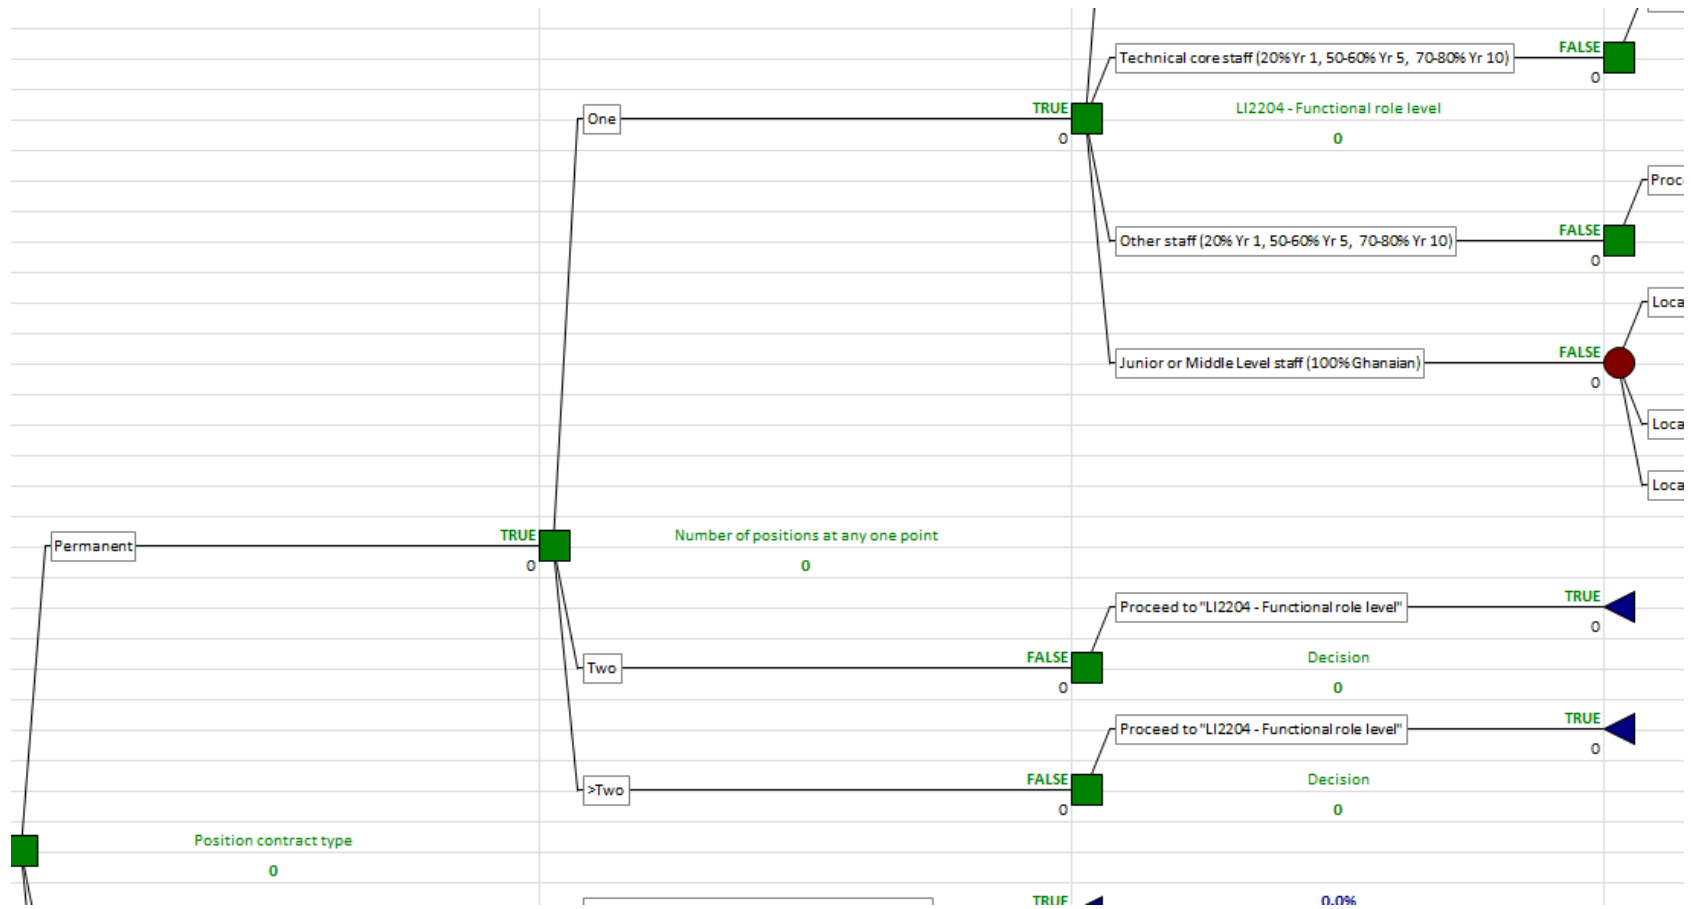 FALSE
Technical core staff (20% Yr 1, 50-60% Yr 5, 70-80% Yr 10)
0
TRUE
LI2204 - Functional role level
One
0
0
Proc
FALSE
Other staff (20% Yr 1, 50-60% Yr 5, 70-80% Yr 10)
0
Loca
FALSE
Junior or Middle Level staff (100% Ghanaian)
0
Loca
Loca
TRUE
Number of positions at any one point
Permanent
0
0
TRUE
Proceed to "LI2204 - Functional role level"
0
FALSE
Decision
Two
0
0
TRUE
Proceed to "LI2204 - Functional role level"
0
FALSE
Decision
>Two
0
0
Position contract type
0
TRUE
0.0%